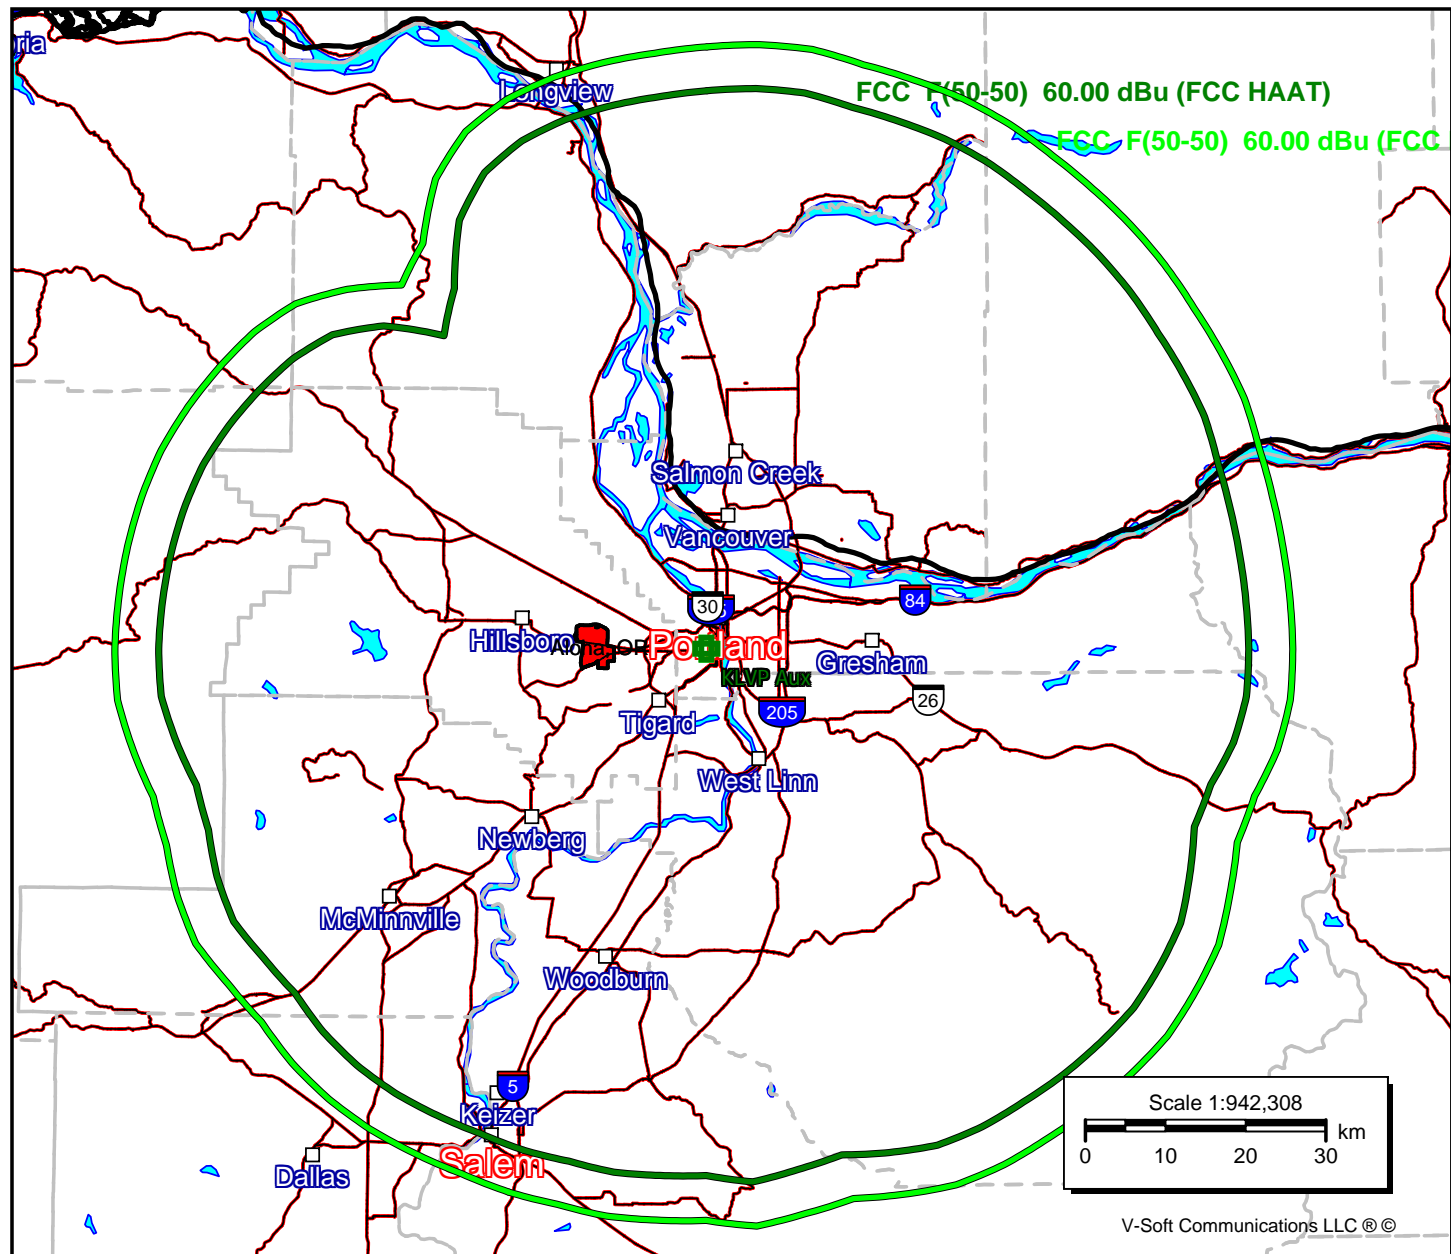 ria
Longview
FCC F(50-50) 60.00 dBu (FCC HAAT)
FCC F(50-50) 60.00 dBu (FCC
Salmon Creek
Vancouver
30
84
Hillsboro
Aloha, OR
Portland
Gresham
KLVP Aux
26
205
Tigard
West Linn
Newberg
McMinnville
Woodburn
5
Keizer
Salem
Dallas
Scale 1:942,308
km
0 10 20 30
V-Soft Communications LLC ® ©